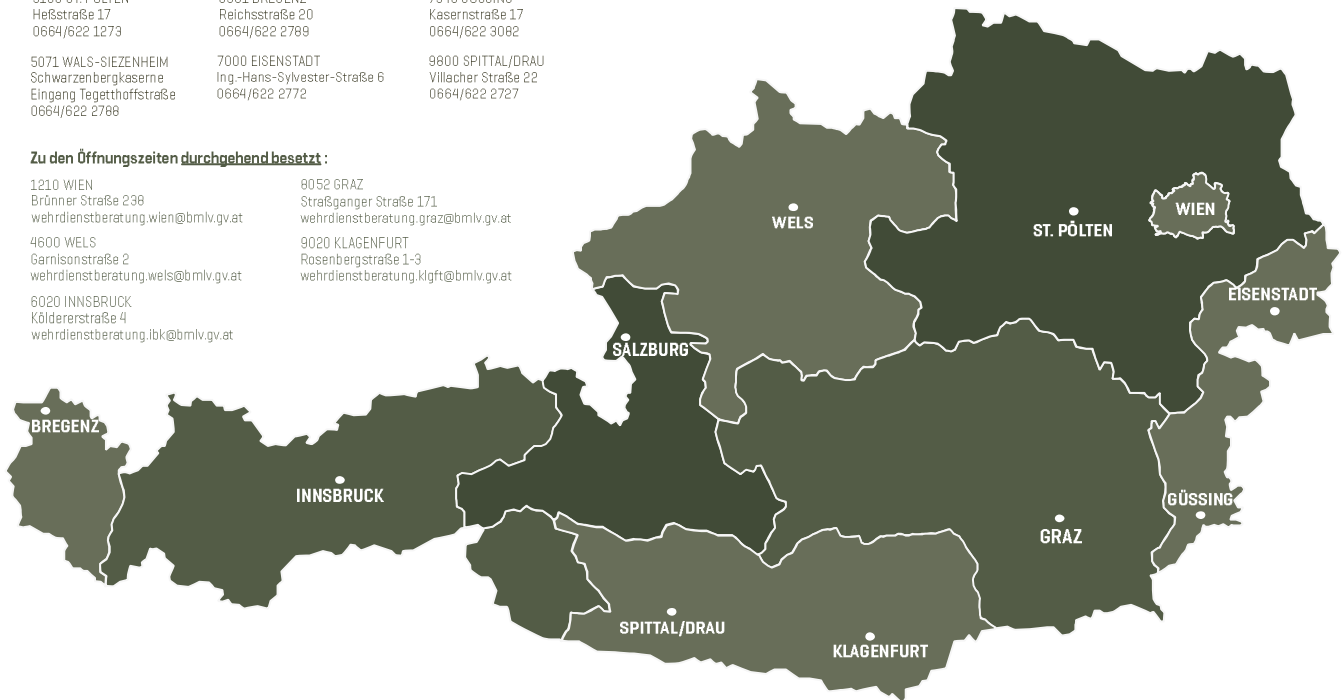 Heßstraße 17
0664/622 1273
Reichsstraße 20
0664/622 2789
Kasernstraße 17
0664/622 3082
5071 WALS-SIEZENHEIM
Schwarzenbergkaserne
Eingang Tegetthoffstraße
0664/622 2788
7000 EISENSTADT
Ing.-Hans-Sylvester-Straße 6
0664/622 2772
9800 SPITTAL/DRAU
Villacher Straße 22
0664/622 2727
Zu den Öffnungszeiten durchgehend besetzt :
1210 WIEN
Brünner Straße 238
wehrdienstberatung.wien@bmlv.gv.at
8052 GRAZ
Straßganger Straße 171
wehrdienstberatung.graz@bmlv.gv.at
4600 WELS
Garnisonstraße 2
wehrdienstberatung.wels@bmlv.gv.at
9020 KLAGENFURT
Rosenbergstraße 1-3
wehrdienstberatung.klgft@bmlv.gv.at
6020 INNSBRUCK
Köldererstraße 4
wehrdienstberatung.ibk@bmlv.gv.at
WELS
ST. PÖLTEN
WIEN
EISENSTADT
SALZBURG
BREGENZ
INNSBRUCK
GÜSSING
GRAZ
SPITTAL/DRAU
KLAGENFURT